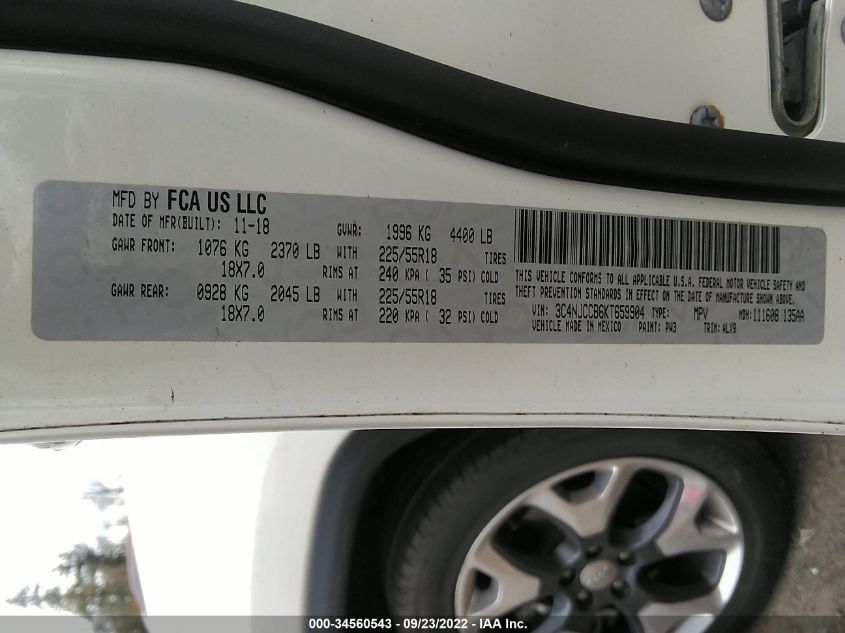 MFD BY FCA US LLC
DATE OF MFR(BUILT): 11-18 GVWR: 1996 KG 4400 LB
GAWR FRONT: 1076 KG 2370 LB WITH 225/55R18 TIRES
18X7.0 RIMS AT 240 KPA ( 35 PSI) COLD
GAWR REAR: 0928 KG 2045 LB WITH 225/55R18 TIRES
18X7.0 RIMS AT 220 KPA ( 32 PSI) COLD
THIS VEHICLE CONFORMS TO ALL APPLICABLE U.S.A. FEDERAL MOTOR VEHICLE SAFETY AND
THEFT PREVENTION STANDARDS IN EFFECT ON THE DATE OF MANUFACTURE SHOWN ABOVE.
VIN: 3C4NJCCB6KT659904 TYPE: MPV MDH: 111608 135AA
VEHICLE MADE IN MEXICO PAINT: PW3 TRIM: ALX9
000-34560543 / 09/23/2022 - IAA Inc.